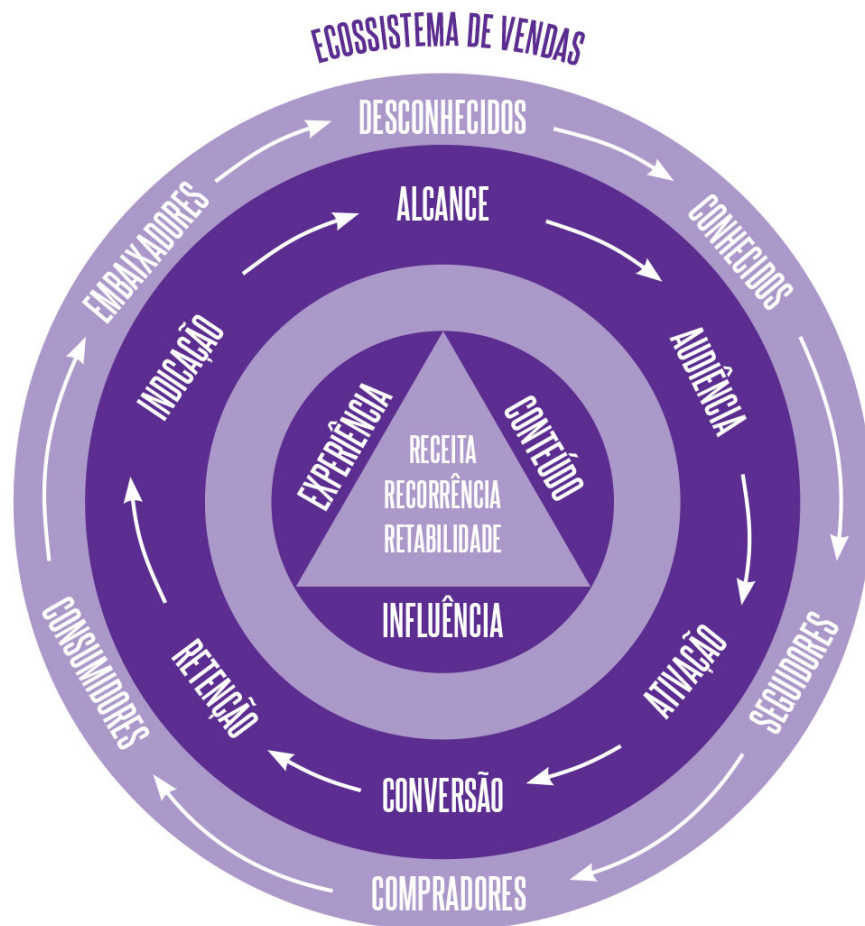 ECOSSISTEMA DE VENDAS
DESCONHECIDOS
CONHECIDOS
SEGUIDORES
COMPRADORES
CONSUMIDORES
EMBAIXADORES
ALCANCE
AUDIÊNCIA
ATIVAÇÃO
CONVERSÃO
RETENÇÃO
INDICAÇÃO
EXPERIÊNCIA
CONTEÚDO
INFLUÊNCIA
RECEITA
RECORRÊNCIA
RETABILIDADE